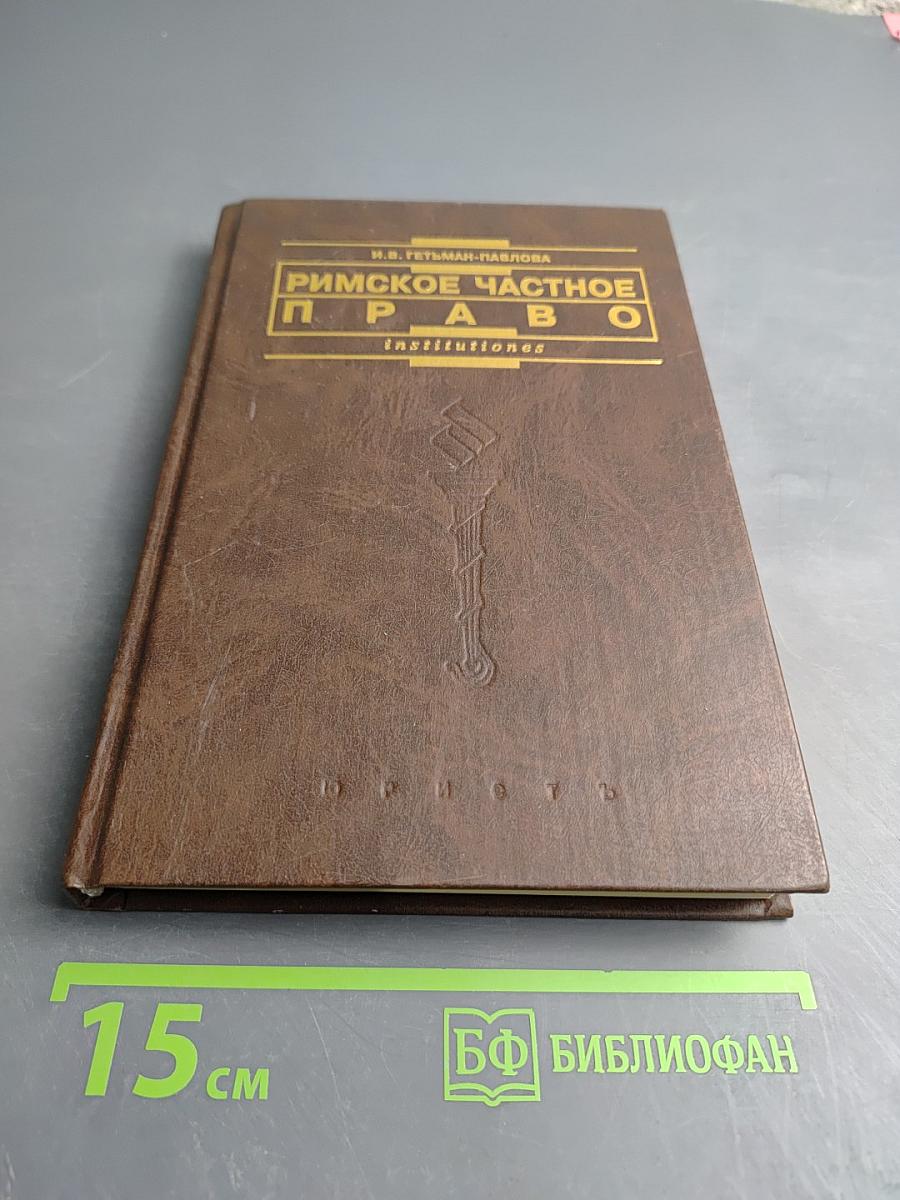 И.В. ГЕТЬМАН-ПАВЛОВА
РИМСКОЕ ЧАСТНОЕ
ПРАВО
institutiones
юристъ
15 см
БФ БИБЛИОФАН